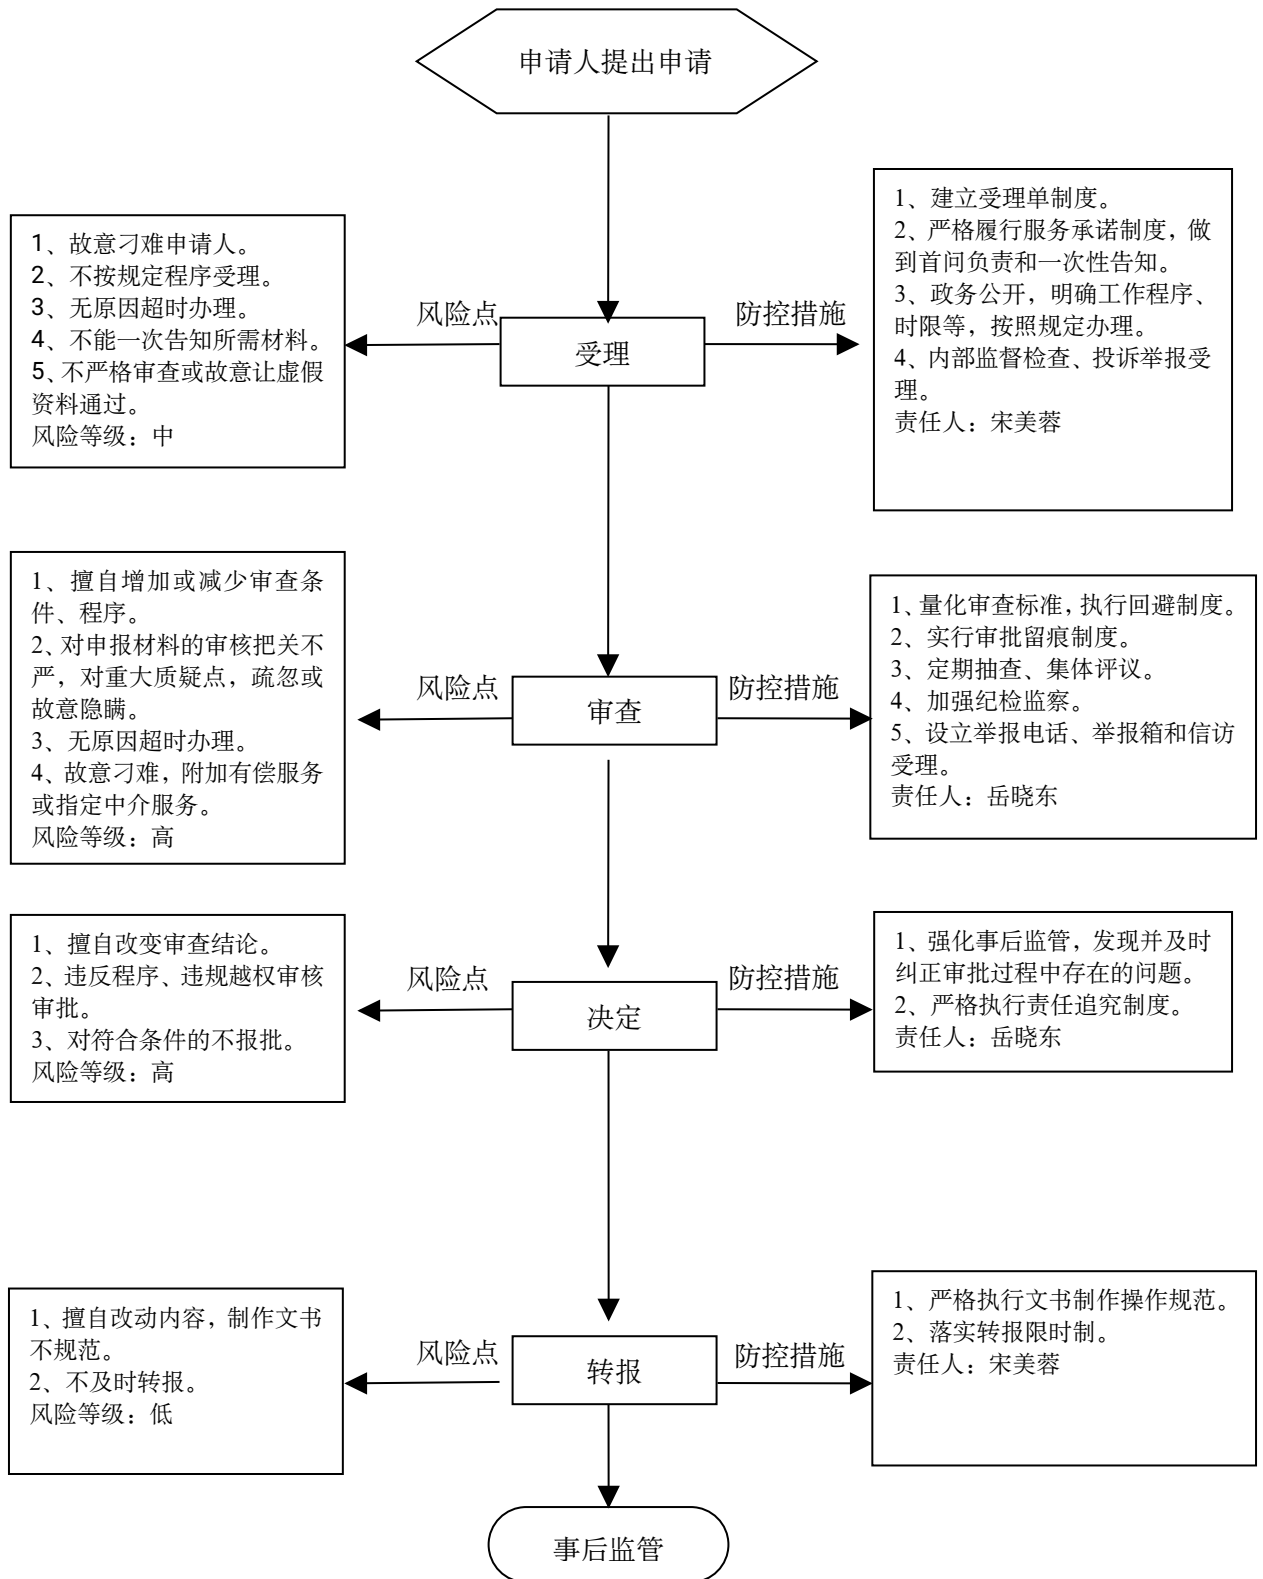 申请人提出申请
1、故意刁难申请人。
2、不按规定程序受理。
3、无原因超时办理。
4、不能一次告知所需材料。
5、不严格审查或故意让虚假
资料通过。
风险等级：中
风险点
受理
防控措施
1、建立受理单制度。
2、严格履行服务承诺制度，做
到首问负责和一次性告知。
3、政务公开，明确工作程序、
时限等，按照规定办理。
4、内部监督检查、投诉举报受
理。
责任人：宋美蓉
1、擅自增加或减少审查条
件、程序。
2、对申报材料的审核把关不
严，对重大质疑点，疏忽或
故意隐瞒。
3、无原因超时办理。
4、故意刁难，附加有偿服务
或指定中介服务。
风险等级：高
风险点
审查
防控措施
1、量化审查标准，执行回避制度。
2、实行审批留痕制度。
3、定期抽查、集体评议。
4、加强纪检监察。
5、设立举报电话、举报箱和信访
受理。
责任人：岳晓东
1、擅自改变审查结论。
2、违反程序、违规越权审核
审批。
3、对符合条件的不报批。
风险等级：高
风险点
决定
防控措施
1、强化事后监管，发现并及时
纠正审批过程中存在的问题。
2、严格执行责任追究制度。
责任人：岳晓东
1、擅自改动内容，制作文书
不规范。
2、不及时转报。
风险等级：低
风险点
转报
防控措施
1、严格执行文书制作操作规范。
2、落实转报限时制。
责任人：宋美蓉
事后监管